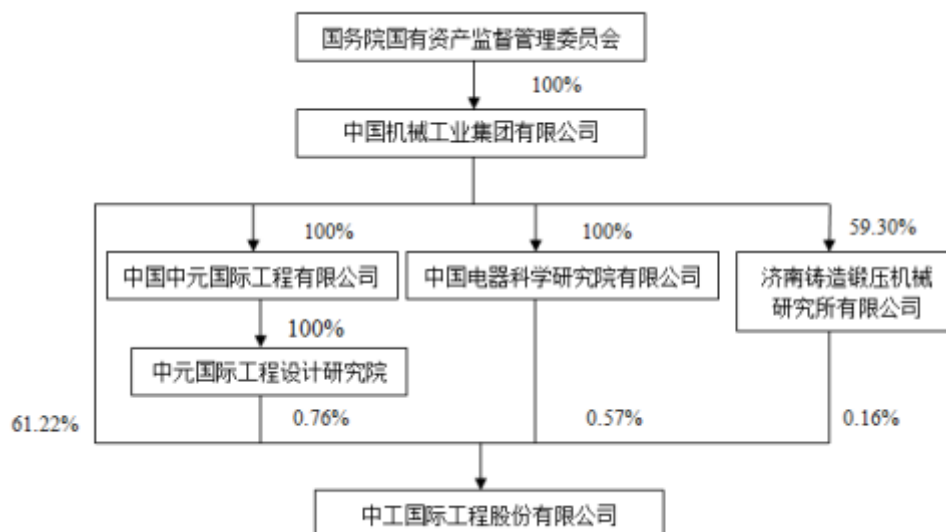 国务院国有资产监督管理委员会
100%
中国机械工业集团有限公司
59.30%
100%
100%
中国中元国际工程有限公司
中国电器科学研究院有限公司
济南铸造锻压机械
研究所有限公司
100%
中元国际工程设计研究院
61.22%
0.76%
0.57%
0.16%
中工国际工程股份有限公司